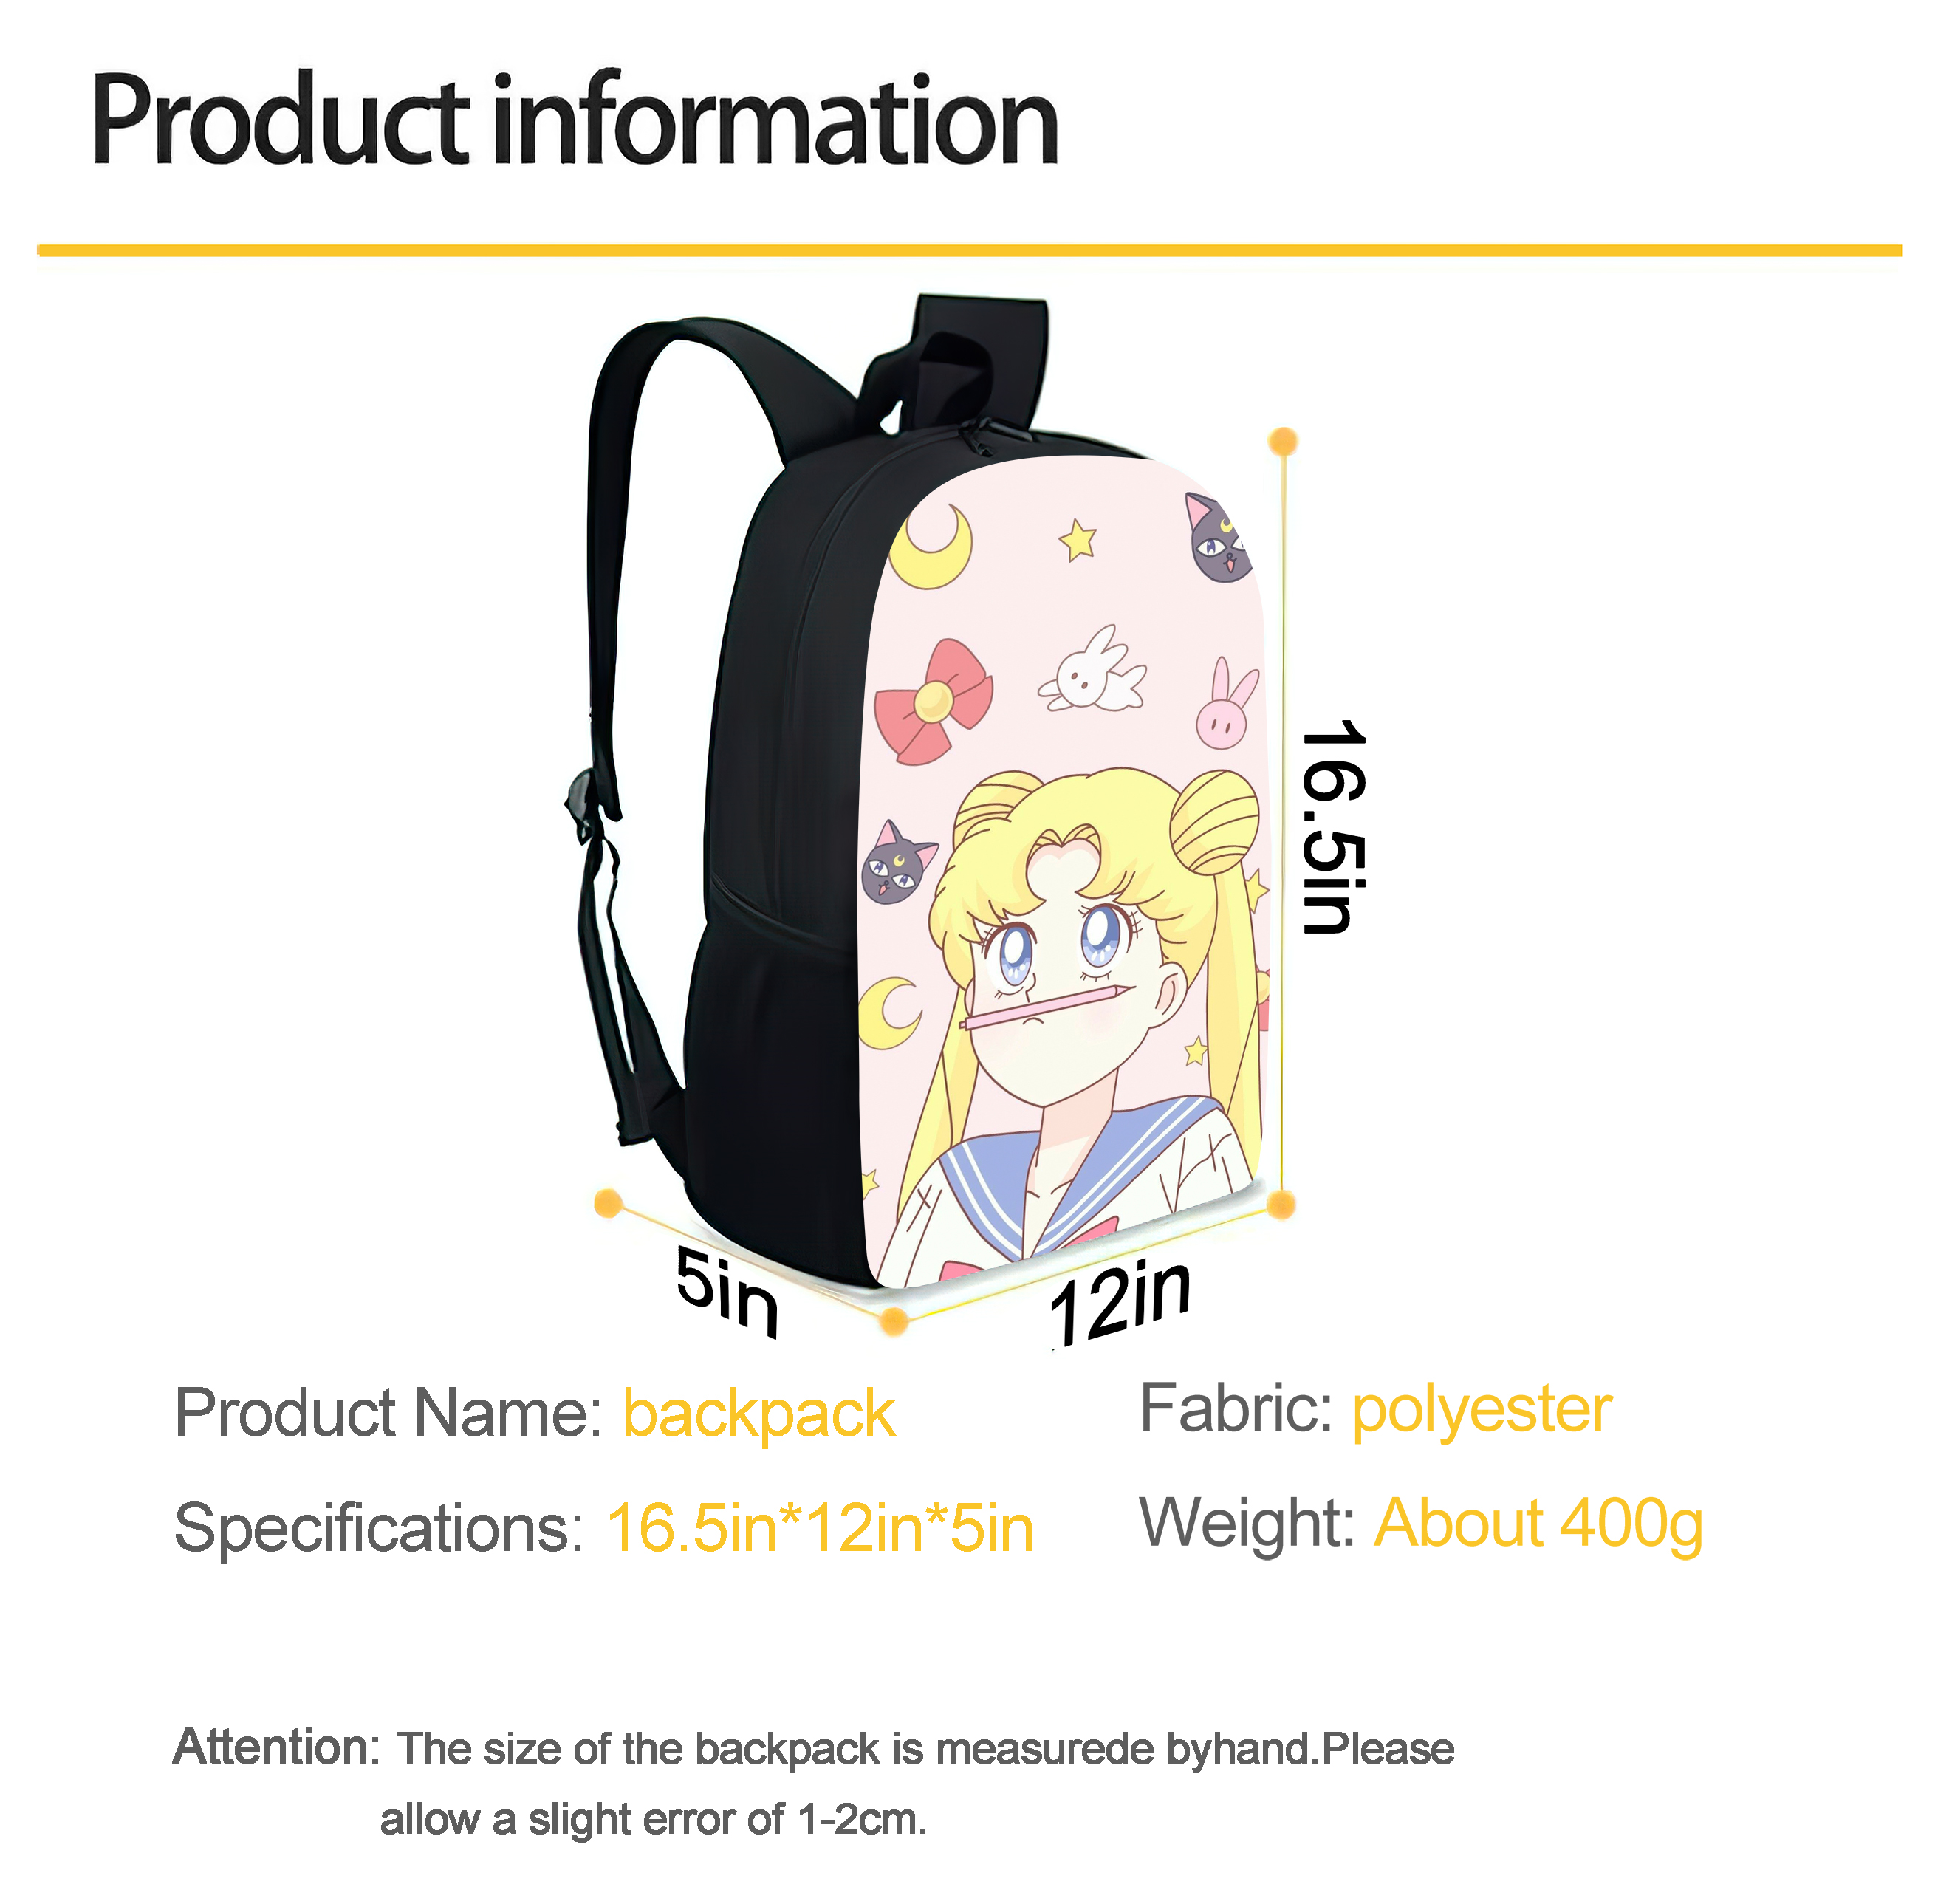 Product information
16.5in
5in
12in
Product Name: backpack
Fabric: polyester
Specifications: 16.5in*12in*5in
Weight: About 400g
Attention: The size of the backpack is measurede byhand.Please
allow a slight error of 1-2cm.